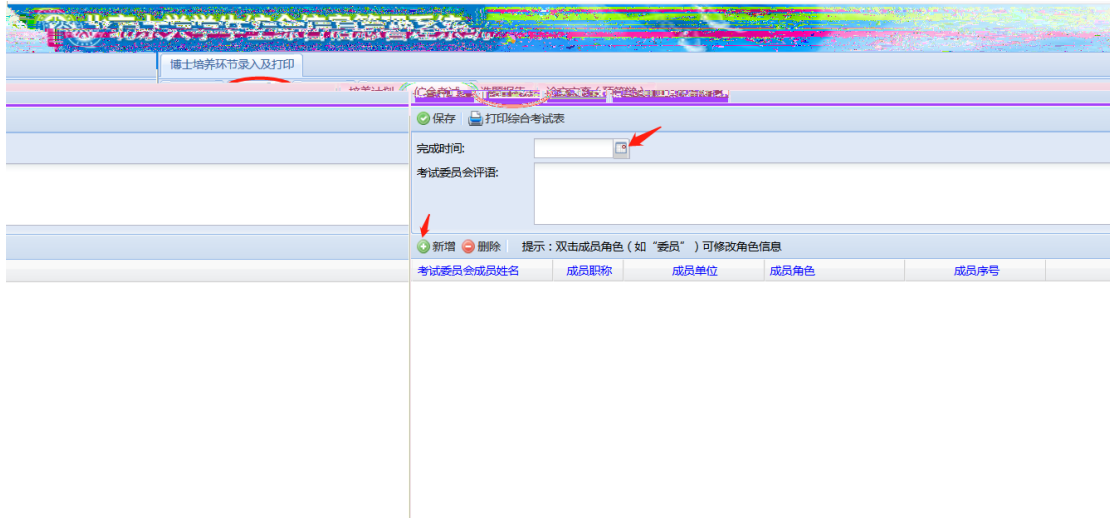 博士培养环节录入及打印
保存 打印综合考试表
完成时间:
考试委员会评语:
新增 删除 提示：双击成员角色（如“委员”）可修改角色信息
考试委员会成员姓名 成员职称 成员单位 成员角色 成员序号